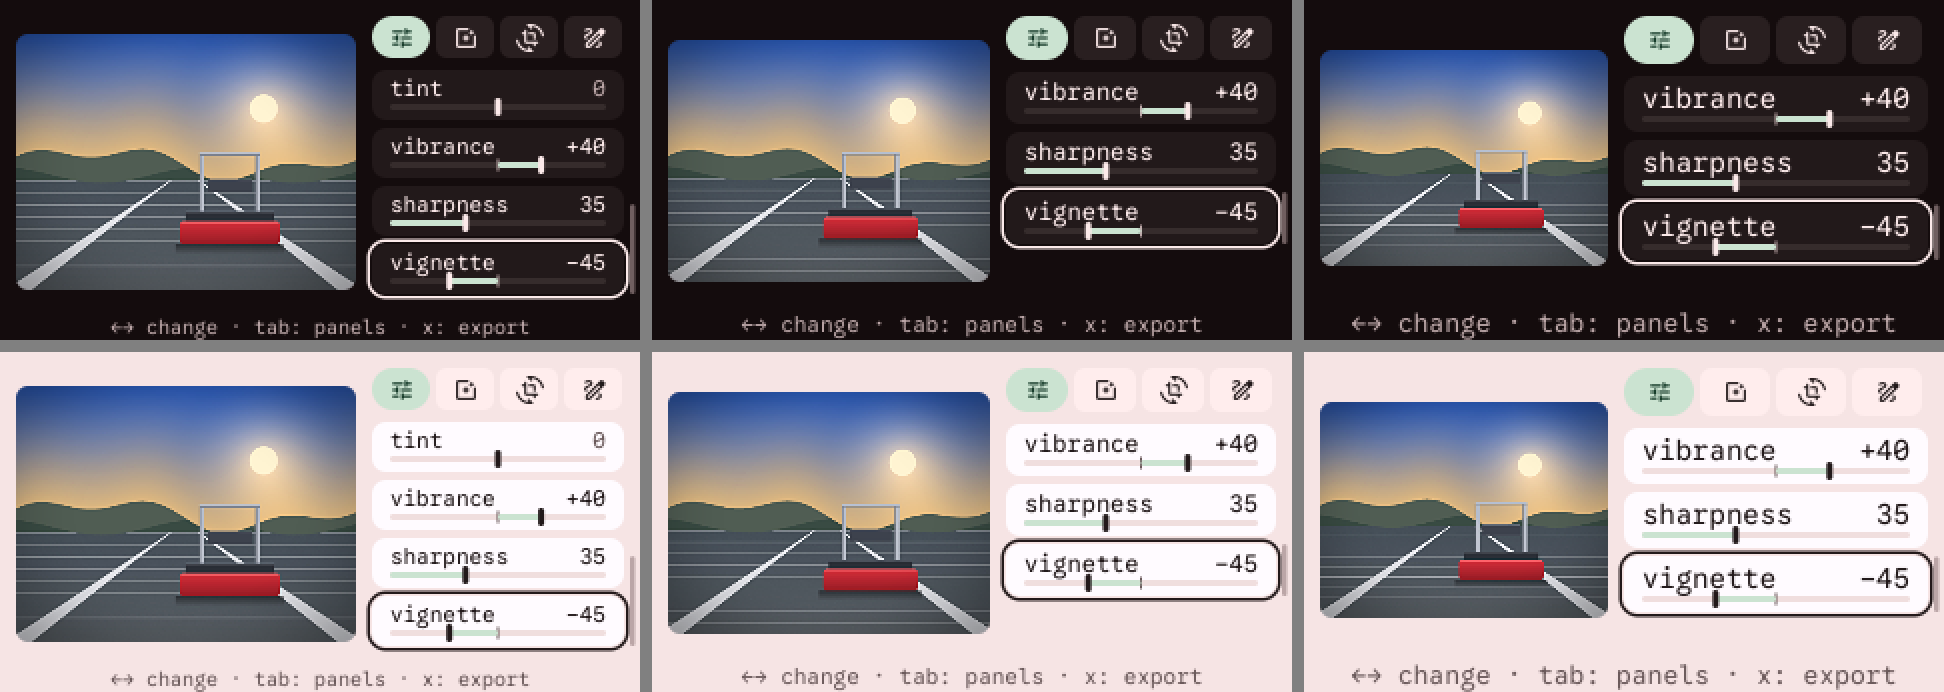 tint 0
vibrance +40
sharpness 35
vignette -45
↔ change · tab: panels · x: export
vibrance +40
sharpness 35
vignette -45
↔ change · tab: panels · x: export
vibrance +40
sharpness 35
vignette -45
↔ change · tab: panels · x: export
tint 0
vibrance +40
sharpness 35
vignette -45
↔ change · tab: panels · x: export
vibrance +40
sharpness 35
vignette -45
↔ change · tab: panels · x: export
vibrance +40
sharpness 35
vignette -45
↔ change · tab: panels · x: export